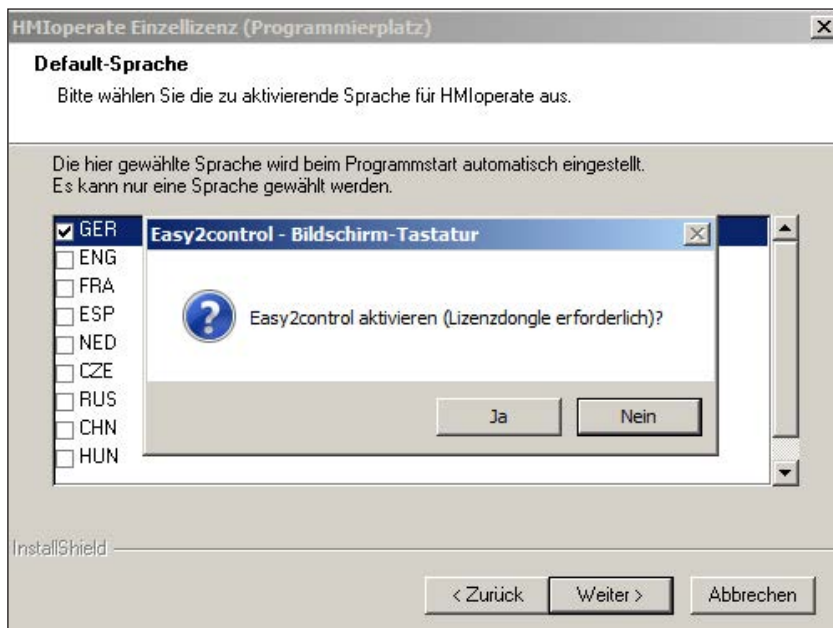 HMIoperate Einzellizenz (Programmierplatz)
Default-Sprache
Bitte wählen Sie die zu aktivierende Sprache für HMIoperate aus.
Die hier gewählte Sprache wird beim Programmstart automatisch eingestellt.
Es kann nur eine Sprache gewählt werden.
GER
ENG
FRA
ESP
NED
CZE
RUS
CHN
HUN
Easy2control - Bildschirm-Tastatur
Easy2control aktivieren (Lizenzdongle erforderlich)?
Ja
Nein
InstallShield
< Zurück
Weiter >
Abbrechen